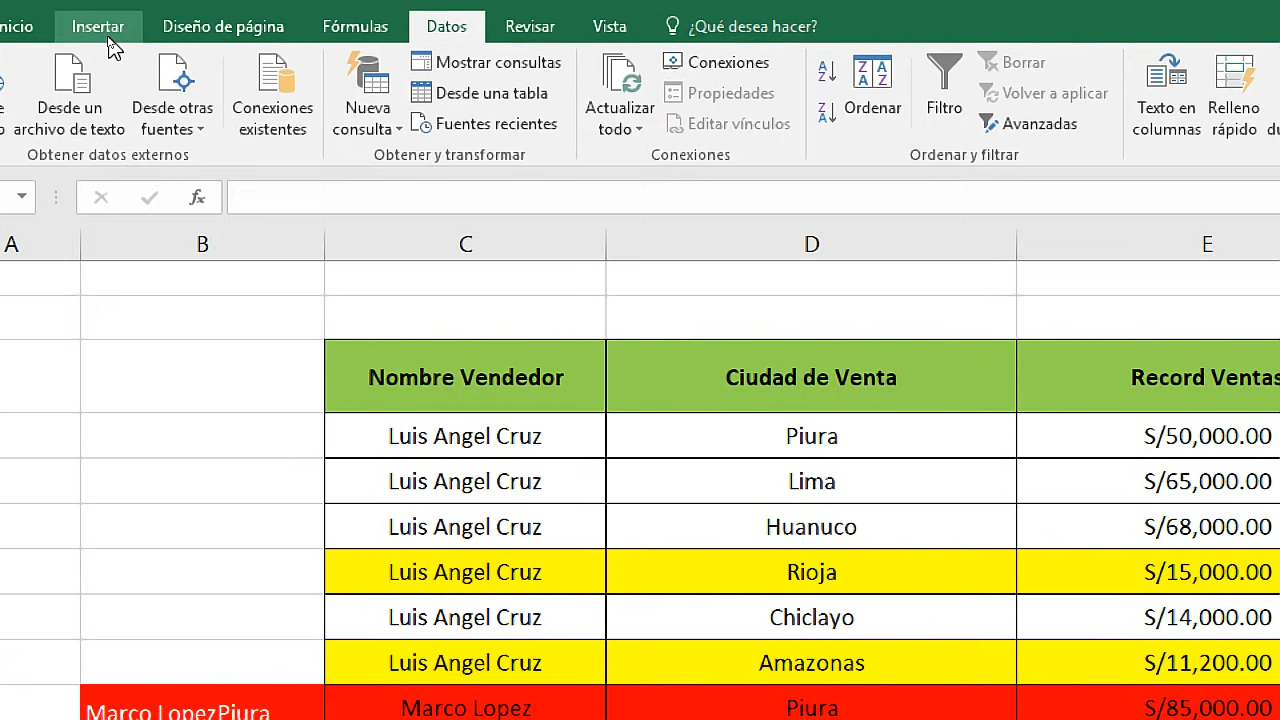 nicio Insertar Diseño de página Fórmulas Datos Revisar Vista ¿Qué desea hacer?
Desde un archivo de texto
Desde otras fuentes
Conexiones existentes
Obtener datos externos
Nueva consulta
Mostrar consultas
Desde una tabla
Fuentes recientes
Obtener y transformar
Actualizar todo
Conexiones
Propiedades
Editar vínculos
Conexiones
Ordenar
Filtro
Borrar
Volver a aplicar
Avanzadas
Ordenar y filtrar
Texto en columnas
Relleno rápido
fx
A B C D E
Nombre Vendedor Ciudad de Venta Record Ventas
Luis Angel Cruz Piura S/50,000.00
Luis Angel Cruz Lima S/65,000.00
Luis Angel Cruz Huanuco S/68,000.00
Luis Angel Cruz Rioja S/15,000.00
Luis Angel Cruz Chiclayo S/14,000.00
Luis Angel Cruz Amazonas S/11,200.00
Marco LopezPiura Marco Lopez Piura S/85,000.00